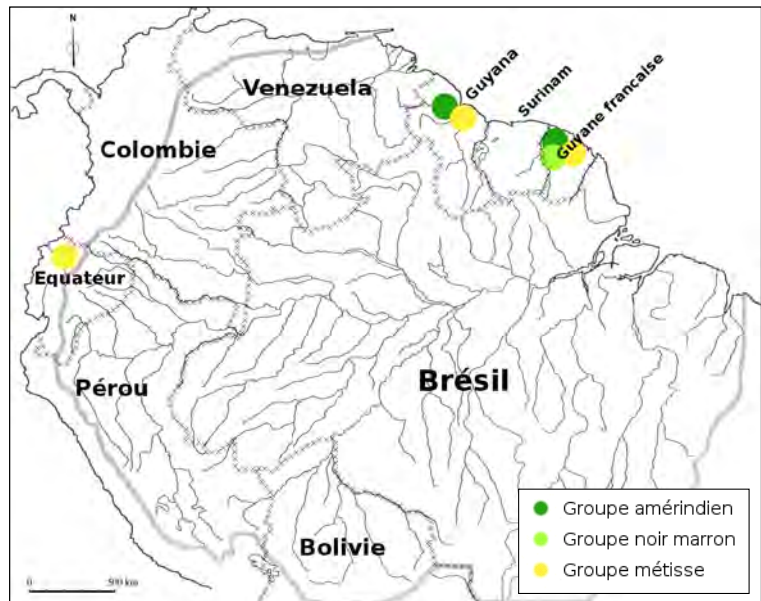 N
Guyana
Venezuela
Surinam
Guyane francaise
Colombie
Equateur
Pérou
Brésil
Bolivie
Groupe amérindien
Groupe noir marron
Groupe métisse
0 500 km